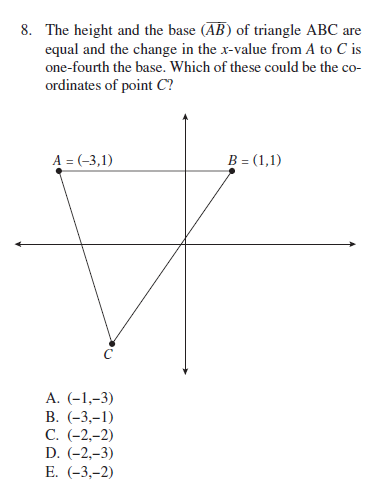 8. The height and the base (AB) of triangle ABC are
equal and the change in the x-value from A to C is
one-fourth the base. Which of these could be the co-
ordinates of point C?
A = (–3,1)
B = (1,1)
C
A. (–1,–3)
B. (–3,–1)
C. (–2,–2)
D. (–2,–3)
E. (–3,–2)